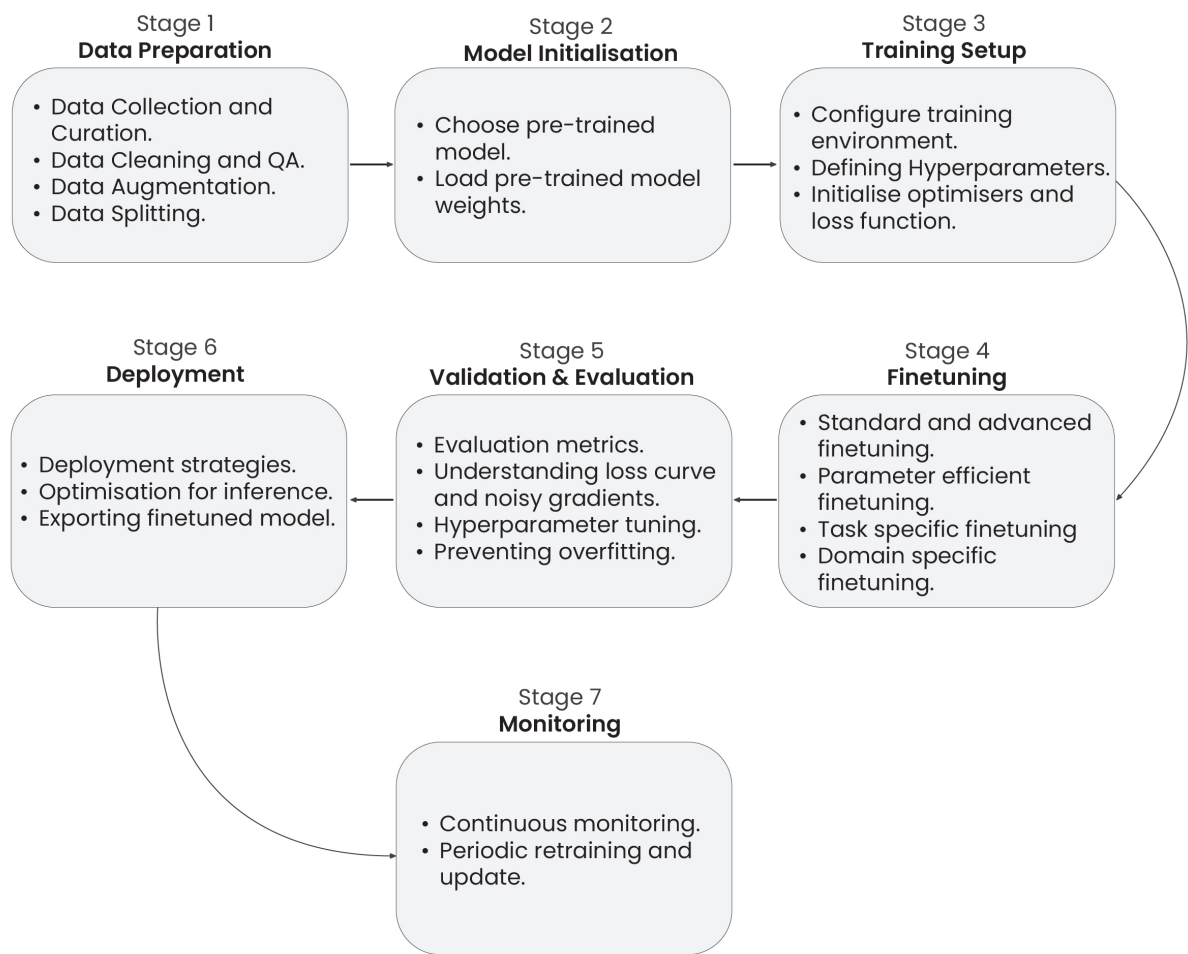 Stage 1
Data Preparation
• Data Collection and
Curation.
• Data Cleaning and QA.
• Data Augmentation.
• Data Splitting.
Stage 2
Model Initialisation
• Choose pre-trained
model.
• Load pre-trained model
weights.
Stage 3
Training Setup
• Configure training
environment.
• Defining Hyperparameters.
• Initialise optimisers and
loss function.
Stage 4
Finetuning
• Standard and advanced
finetuning.
• Parameter efficient
finetuning.
• Task specific finetuning
• Domain specific
finetuning.
Stage 5
Validation & Evaluation
• Evaluation metrics.
• Understanding loss curve
and noisy gradients.
• Hyperparameter tuning.
• Preventing overfitting.
Stage 6
Deployment
• Deployment strategies.
• Optimisation for inference.
• Exporting finetuned model.
Stage 7
Monitoring
• Continuous monitoring.
• Periodic retraining and
update.